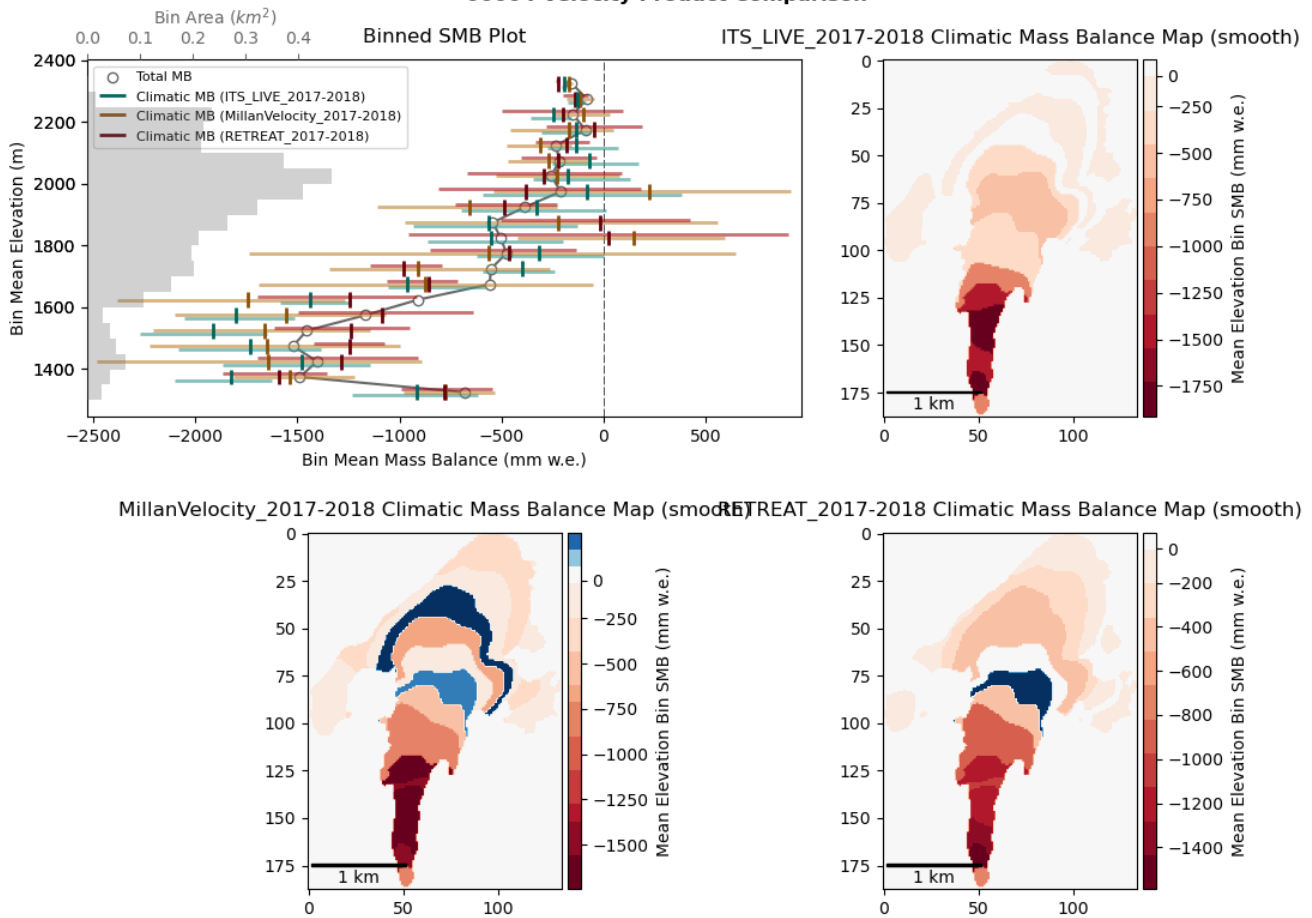 Bin Area (km²)
0.0 0.1 0.2 0.3 0.4
Binned SMB Plot
Total MB
Climatic MB (ITS_LIVE_2017-2018)
Climatic MB (MillanVelocity_2017-2018)
Climatic MB (RETREAT_2017-2018)
Bin Mean Elevation (m)
2400
2200
2000
1800
1600
1400
−2500 −2000 −1500 −1000 −500 0 500
Bin Mean Mass Balance (mm w.e.)
ITS_LIVE_2017-2018 Climatic Mass Balance Map (smooth)
0
25
50
75
100
125
150
175
1 km
0 50 100
0
−250
−500
−750
−1000
−1250
−1500
−1750
Mean Elevation Bin SMB (mm w.e.)
MillanVelocity_2017-2018 Climatic Mass Balance Map (smooth)
0
25
50
75
100
125
150
175
1 km
0 50 100
0
−250
−500
−750
−1000
−1250
−1500
Mean Elevation Bin SMB (mm w.e.)
RETREAT_2017-2018 Climatic Mass Balance Map (smooth)
0
25
50
75
100
125
150
175
1 km
0 50 100
0
−200
−400
−600
−800
−1000
−1200
−1400
Mean Elevation Bin SMB (mm w.e.)